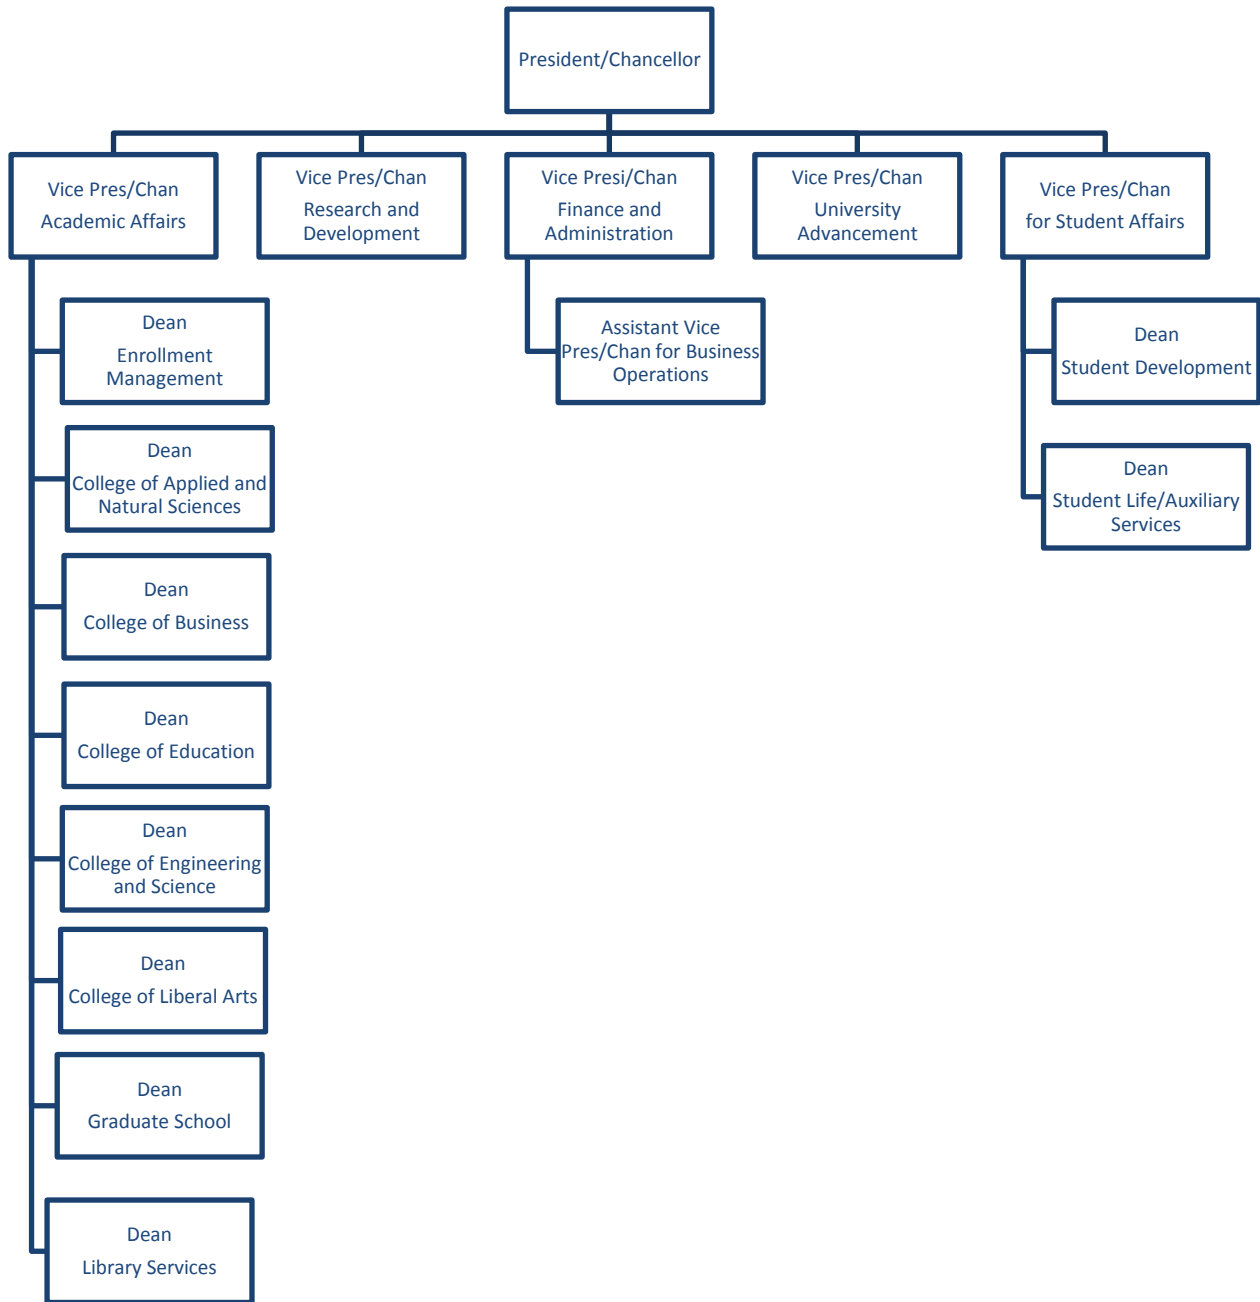 President/Chancellor
Vice Pres/Chan
Academic Affairs
Vice Pres/Chan
Research and
Development
Vice Presi/Chan
Finance and
Administration
Vice Pres/Chan
University
Advancement
Vice Pres/Chan
for Student Affairs
Dean
Enrollment
Management
Assistant Vice
Pres/Chan for Business
Operations
Dean
Student Development
Dean
College of Applied and
Natural Sciences
Dean
Student Life/Auxiliary
Services
Dean
College of Business
Dean
College of Education
Dean
College of Engineering
and Science
Dean
College of Liberal Arts
Dean
Graduate School
Dean
Library Services